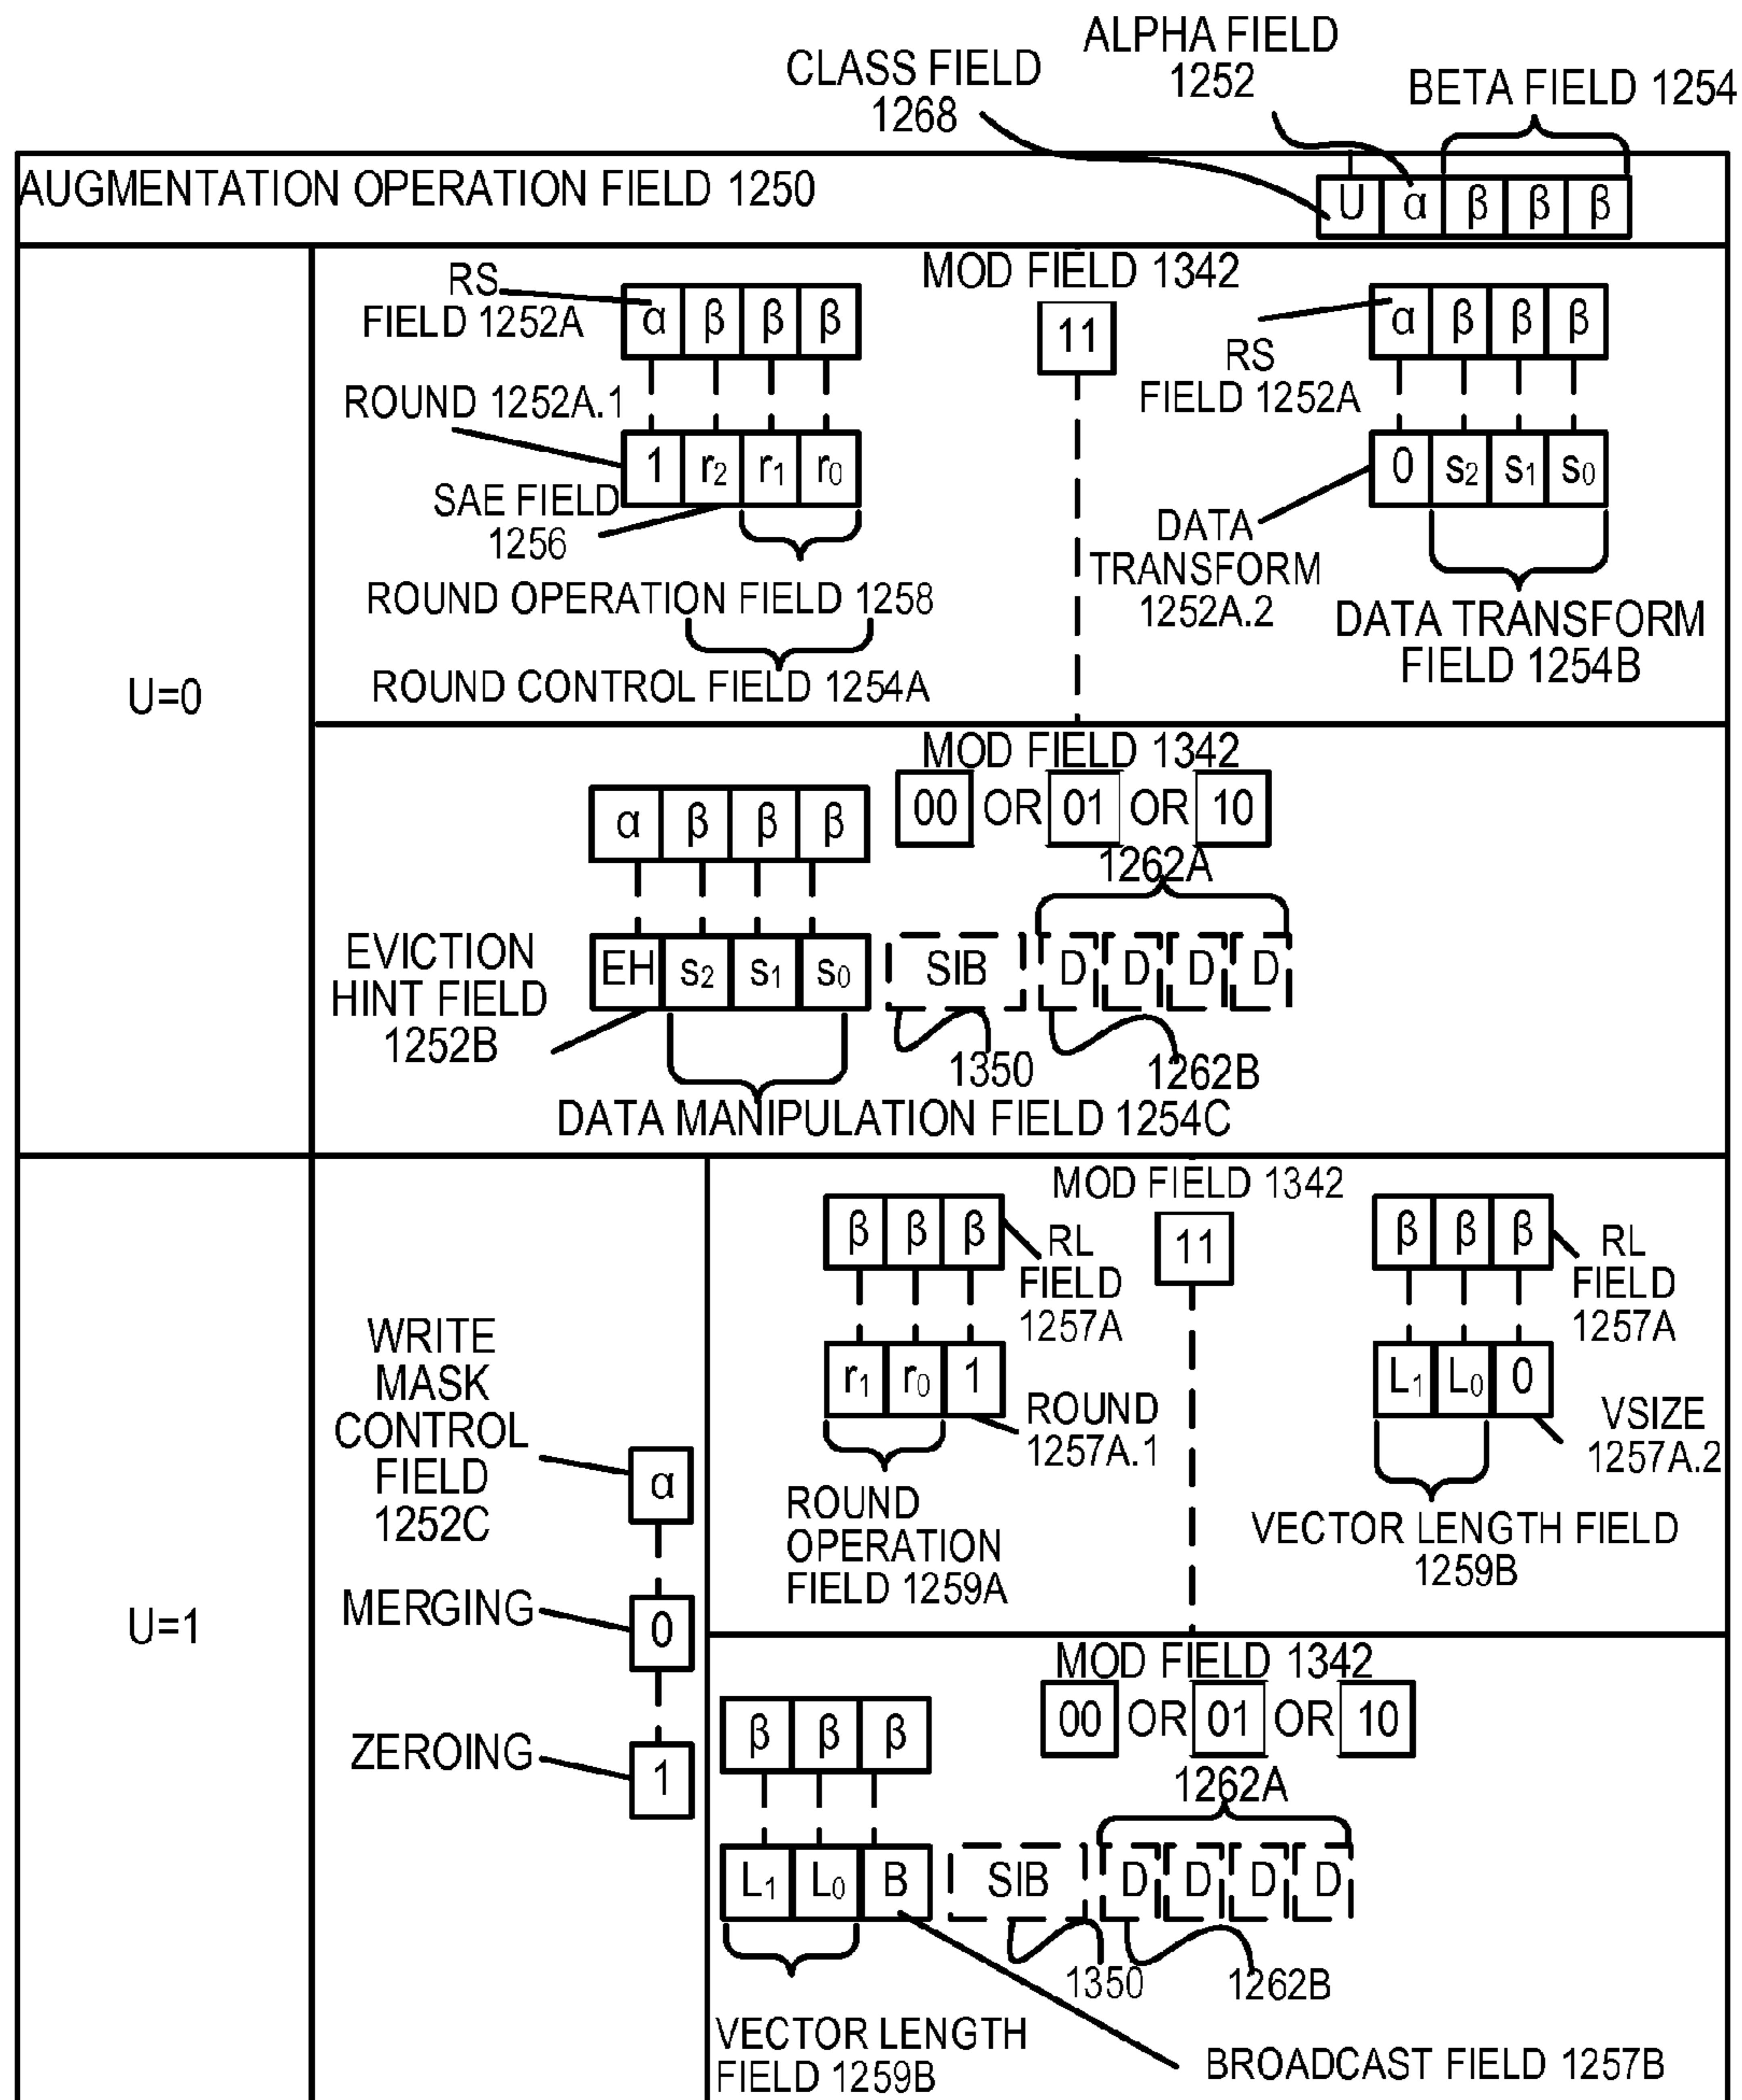 CLASS FIELD
1268
ALPHA FIELD
1252
BETA FIELD 1254
AUGMENTATION OPERATION FIELD 1250
U α β β β
U=0
RS
FIELD 1252A
α β β β
ROUND 1252A.1
1 r2 r1 r0
SAE FIELD
1256
ROUND OPERATION FIELD 1258
ROUND CONTROL FIELD 1254A
MOD FIELD 1342
11
α β β β
RS
FIELD 1252A
0 s2 s1 s0
DATA
TRANSFORM
1252A.2
DATA TRANSFORM
FIELD 1254B
MOD FIELD 1342
00 OR 01 OR 10
α β β β
1262A
EVICTION
HINT FIELD
1252B
EH s2 s1 s0 SIB D D D D
1350
1262B
DATA MANIPULATION FIELD 1254C
U=1
WRITE
MASK
CONTROL
FIELD
1252C
α
MERGING
0
ZEROING
1
MOD FIELD 1342
11
β β β
RL
FIELD
1257A
r1 r0 1
ROUND
1257A.1
ROUND
OPERATION
FIELD 1259A
β β β
RL
FIELD
1257A
L1 L0 0
VSIZE
1257A.2
VECTOR LENGTH FIELD
1259B
MOD FIELD 1342
00 OR 01 OR 10
β β β
1262A
L1 L0 B SIB D D D D
1350
1262B
VECTOR LENGTH
FIELD 1259B
BROADCAST FIELD 1257B